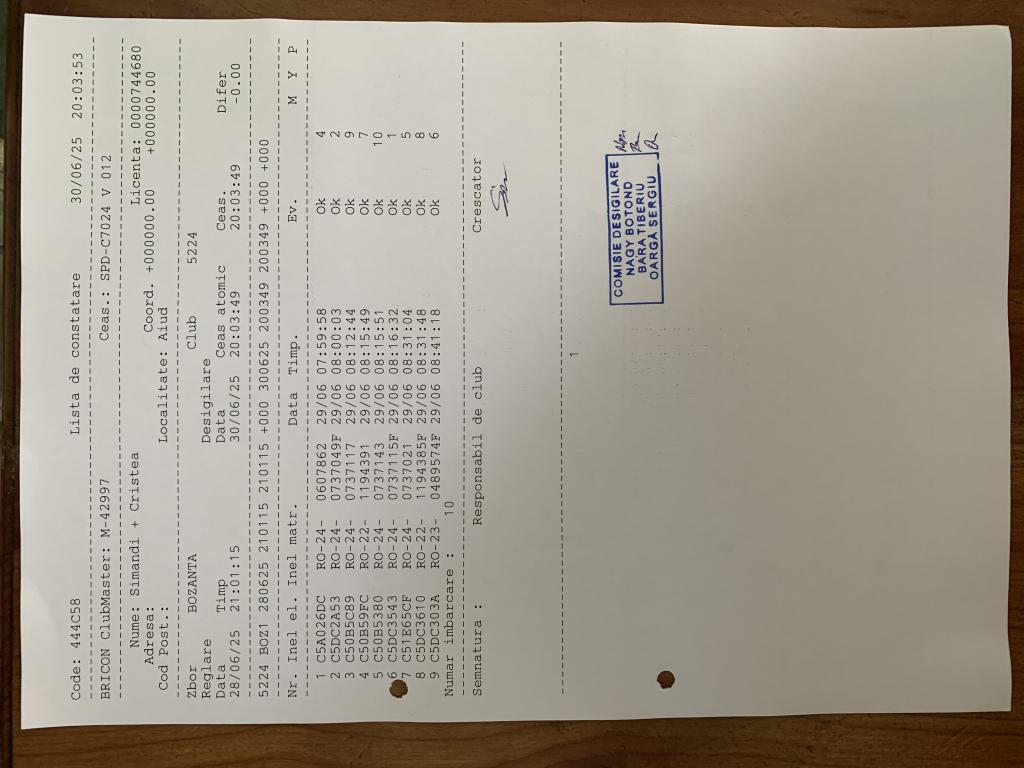 Code: 444C58 Lista de constatare 30/06/25 20:03:53
BRICON ClubMaster: M-42997 Ceas.: SPD-C7024 V 012
Nume: Simandi + Cristea Licenta: 0000744680
Adresa: Coord. +000000.00 +000000.00
Cod Post.: Localitate: Aiud
Zbor BOZANTA Club 5224
Reglare Desigilare
Data Timp Data Ceas atomic Ceas. Difer
28/06/25 21:01:15 30/06/25 20:03:49 20:03:49 -0.00
5224 BOZ1 280625 210115 210115 +000 300625 200349 200349 +000 +000
Nr. Inel el. Inel matr. Data Timp. Ev. M Y P
1 C5A026DC RO-24- 0607862 29/06 07:59:58 Ok 4
2 C5DC2A53 RO-24- 0737049F 29/06 08:00:03 Ok 2
3 C50B5C89 RO-24- 0737117 29/06 08:12:44 Ok 9
4 C50B59FC RO-22- 1194391 29/06 08:15:49 Ok 7
5 C50B5380 RO-24- 0737143 29/06 08:15:51 Ok 10
6 C5DC3543 RO-24- 0737115F 29/06 08:16:32 Ok 1
7 C51E65CF RO-24- 0737021 29/06 08:31:04 Ok 5
8 C5DC3610 RO-22- 1194385F 29/06 08:31:48 Ok 8
9 C5DC303A RO-23- 0489574F 29/06 08:41:18 Ok 6
Numar imbarcare : 10
Semnatura : Responsabil de club Crescator
1
COMISIE DESIGILARE
NAGY BOTOND
BARA TIBERIU
OARGĂ SERGIU